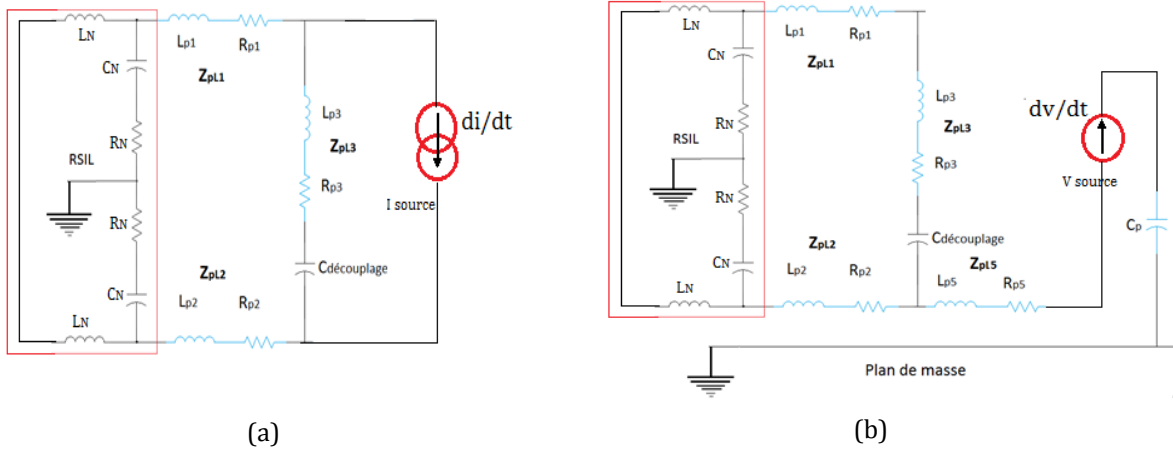 LN
Lp1
Rp1
CN
ZpL1
Lp3
di/dt
ZpL3
RN
RSIL
Rp3
I source
RN
ZpL2
Cdécouplage
CN
Lp2
Rp2
LN
(a)
LN
Lp1
Rp1
CN
ZpL1
Lp3
dv/dt
ZpL3
RN
RSIL
Rp3
V source
RN
Cp
ZpL2
Cdécouplage
CN
ZpL5
Lp2
Rp2
Lp5
Rp5
LN
Plan de masse
(b)